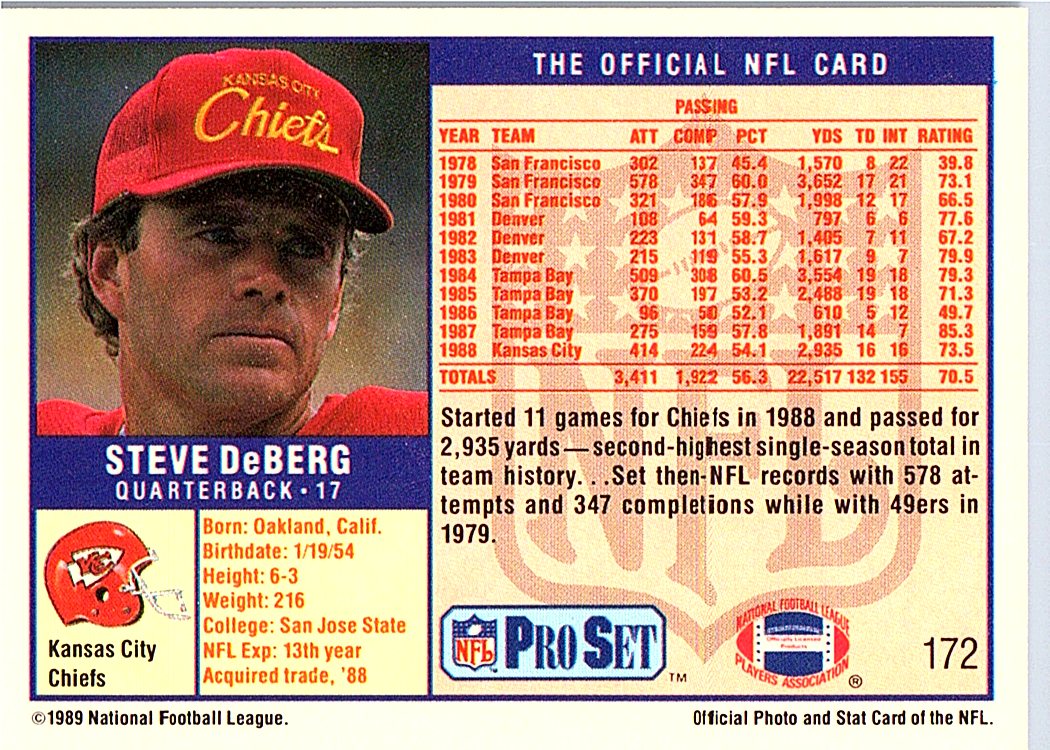 KANSAS CITY
Chiefs
THE OFFICIAL NFL CARD
PASSING
YEAR TEAM ATT COMP PCT YDS TD INT RATING
1978 San Francisco 302 137 45.4 1,570 8 22 39.8
1979 San Francisco 578 347 60.0 3,652 17 21 73.1
1980 San Francisco 321 186 57.9 1,998 12 17 66.5
1981 Denver 108 64 59.3 797 6 6 77.6
1982 Denver 223 131 58.7 1,405 7 11 67.2
1983 Denver 215 119 55.3 1,617 9 7 79.9
1984 Tampa Bay 509 308 60.5 3,554 19 18 79.3
1985 Tampa Bay 370 197 53.2 2,488 19 18 71.3
1986 Tampa Bay 96 50 52.1 610 5 12 49.7
1987 Tampa Bay 275 159 57.8 1,891 14 7 85.3
1988 Kansas City 414 224 54.1 2,935 16 16 73.5
TOTALS 3,411 1,922 56.3 22,517 132 155 70.5
Started 11 games for Chiefs in 1988 and passed for
2,935 yards—second-highest single-season total in
team history. . .Set then-NFL records with 578 at-
tempts and 347 completions while with 49ers in
1979.
STEVE DeBERG
QUARTERBACK • 17
KC
Kansas City
Chiefs
Born: Oakland, Calif.
Birthdate: 1/19/54
Height: 6-3
Weight: 216
College: San Jose State
NFL Exp: 13th year
Acquired trade, '88
NFL
NFL PRO SET ™
NATIONAL FOOTBALL LEAGUE
Officially Licensed
Products
PLAYERS ASSOCIATION ®
172
©1989 National Football League.
Official Photo and Stat Card of the NFL.